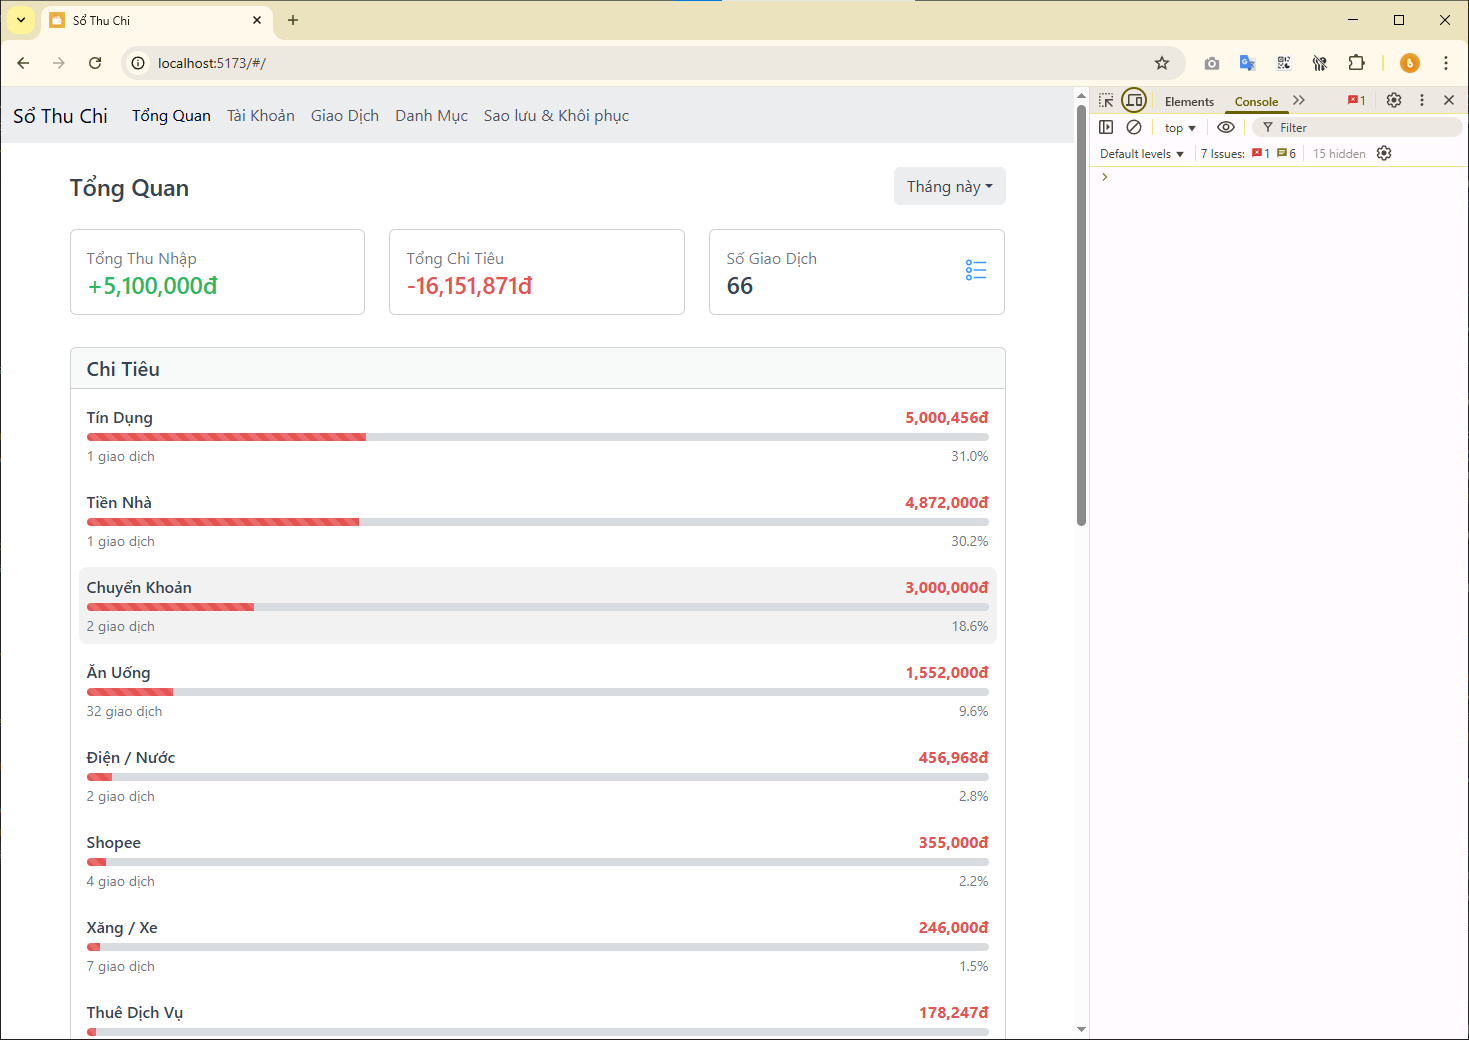 Sổ Thu Chi
localhost:5173/#/
Sổ Thu Chi Tổng Quan Tài Khoản Giao Dịch Danh Mục Sao lưu & Khôi phục
Tổng Quan Tháng này
Tổng Thu Nhập
+5,100,000đ
Tổng Chi Tiêu
-16,151,871đ
Số Giao Dịch
66
Chi Tiêu
Tín Dụng 5,000,456đ
1 giao dịch 31.0%
Tiền Nhà 4,872,000đ
1 giao dịch 30.2%
Chuyển Khoản 3,000,000đ
2 giao dịch 18.6%
Ăn Uống 1,552,000đ
32 giao dịch 9.6%
Điện / Nước 456,968đ
2 giao dịch 2.8%
Shopee 355,000đ
4 giao dịch 2.2%
Xăng / Xe 246,000đ
7 giao dịch 1.5%
Thuê Dịch Vụ 178,247đ
Elements Console 1
top Filter
Default levels 7 Issues: 1 6 15 hidden
b